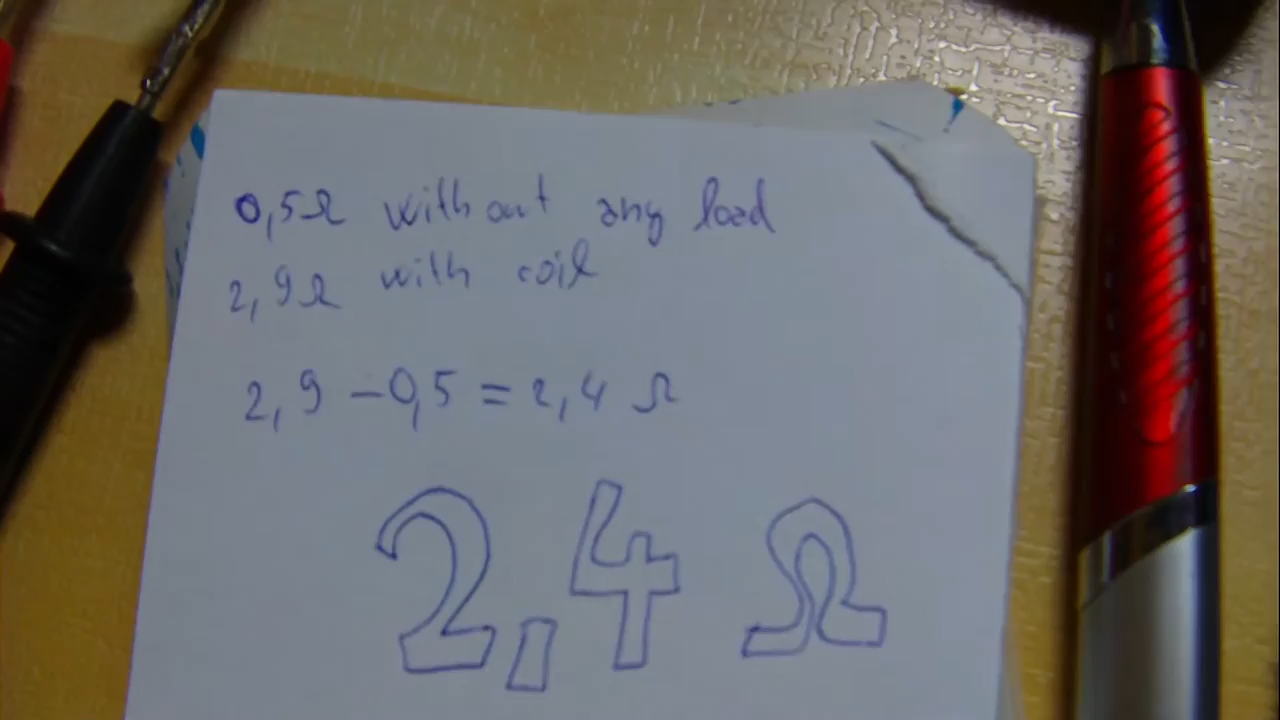 0,5Ω without any load
2,9Ω with coil
2,9 -0,5 = 2,4 Ω
2,4 Ω